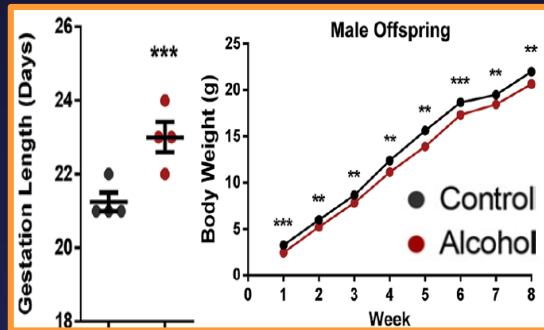 Gestation Length (Days)
26
24
22
20
18
***
Male Offspring
Body Weight (g)
25
20
15
10
5
0
***
**
**
**
**
***
**
**
Control
Alcohol
1 2 3 4 5 6 7 8
Week